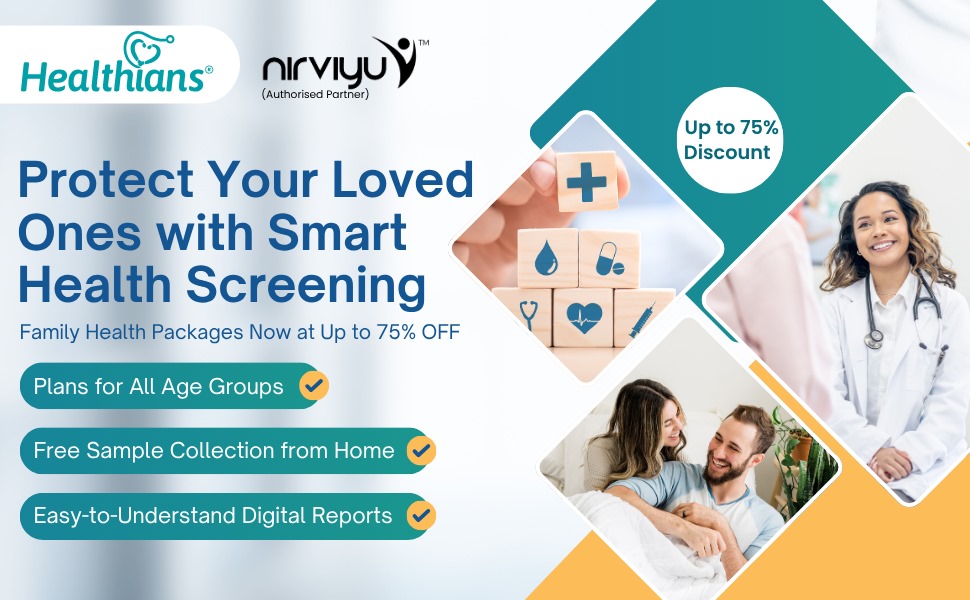 Healthians®
nirviyu™
(Authorised Partner)
Up to 75%
Discount
Protect Your Loved
Ones with Smart
Health Screening
Family Health Packages Now at Up to 75% OFF
Plans for All Age Groups
Free Sample Collection from Home
Easy-to-Understand Digital Reports